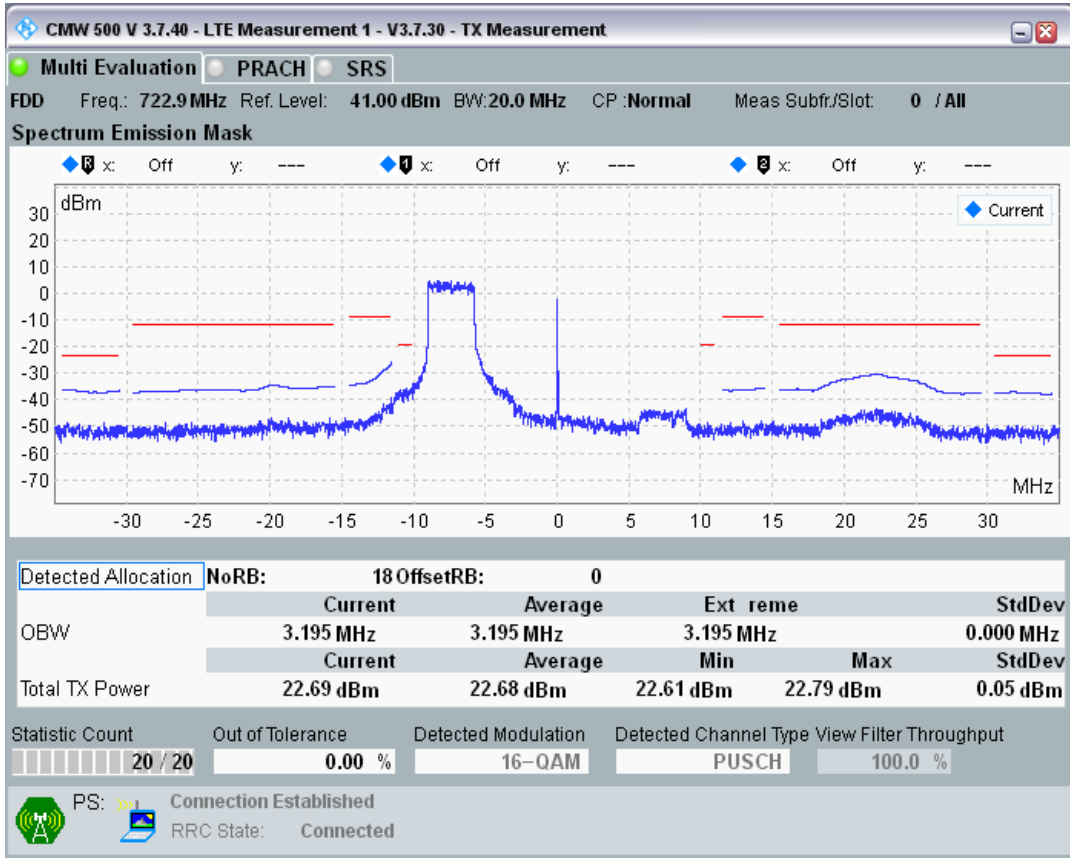 CMW 500 V 3.7.40 - LTE Measurement 1 - V3.7.30 - TX Measurement
Multi Evaluation PRACH SRS
FDD Freq.: 722.9 MHz Ref. Level: 41.00 dBm BW: 20.0 MHz CP : Normal Meas Subfr./Slot: 0 / All
Spectrum Emission Mask
R x: Off y: --- 1 x: Off y: --- 2 x: Off y: ---
dBm
Current
30
20
10
0
-10
-20
-30
-40
-50
-60
-70
MHz
-30 -25 -20 -15 -10 -5 0 5 10 15 20 25 30
Detected Allocation NoRB: 18 OffsetRB: 0
Current Average Ext reme StdDev
OBW 3.195 MHz 3.195 MHz 3.195 MHz 0.000 MHz
Current Average Min Max StdDev
Total TX Power 22.69 dBm 22.68 dBm 22.61 dBm 22.79 dBm 0.05 dBm
Statistic Count Out of Tolerance Detected Modulation Detected Channel Type View Filter Throughput
20 / 20 0.00 % 16-QAM PUSCH 100.0 %
PS: Connection Established
RRC State: Connected